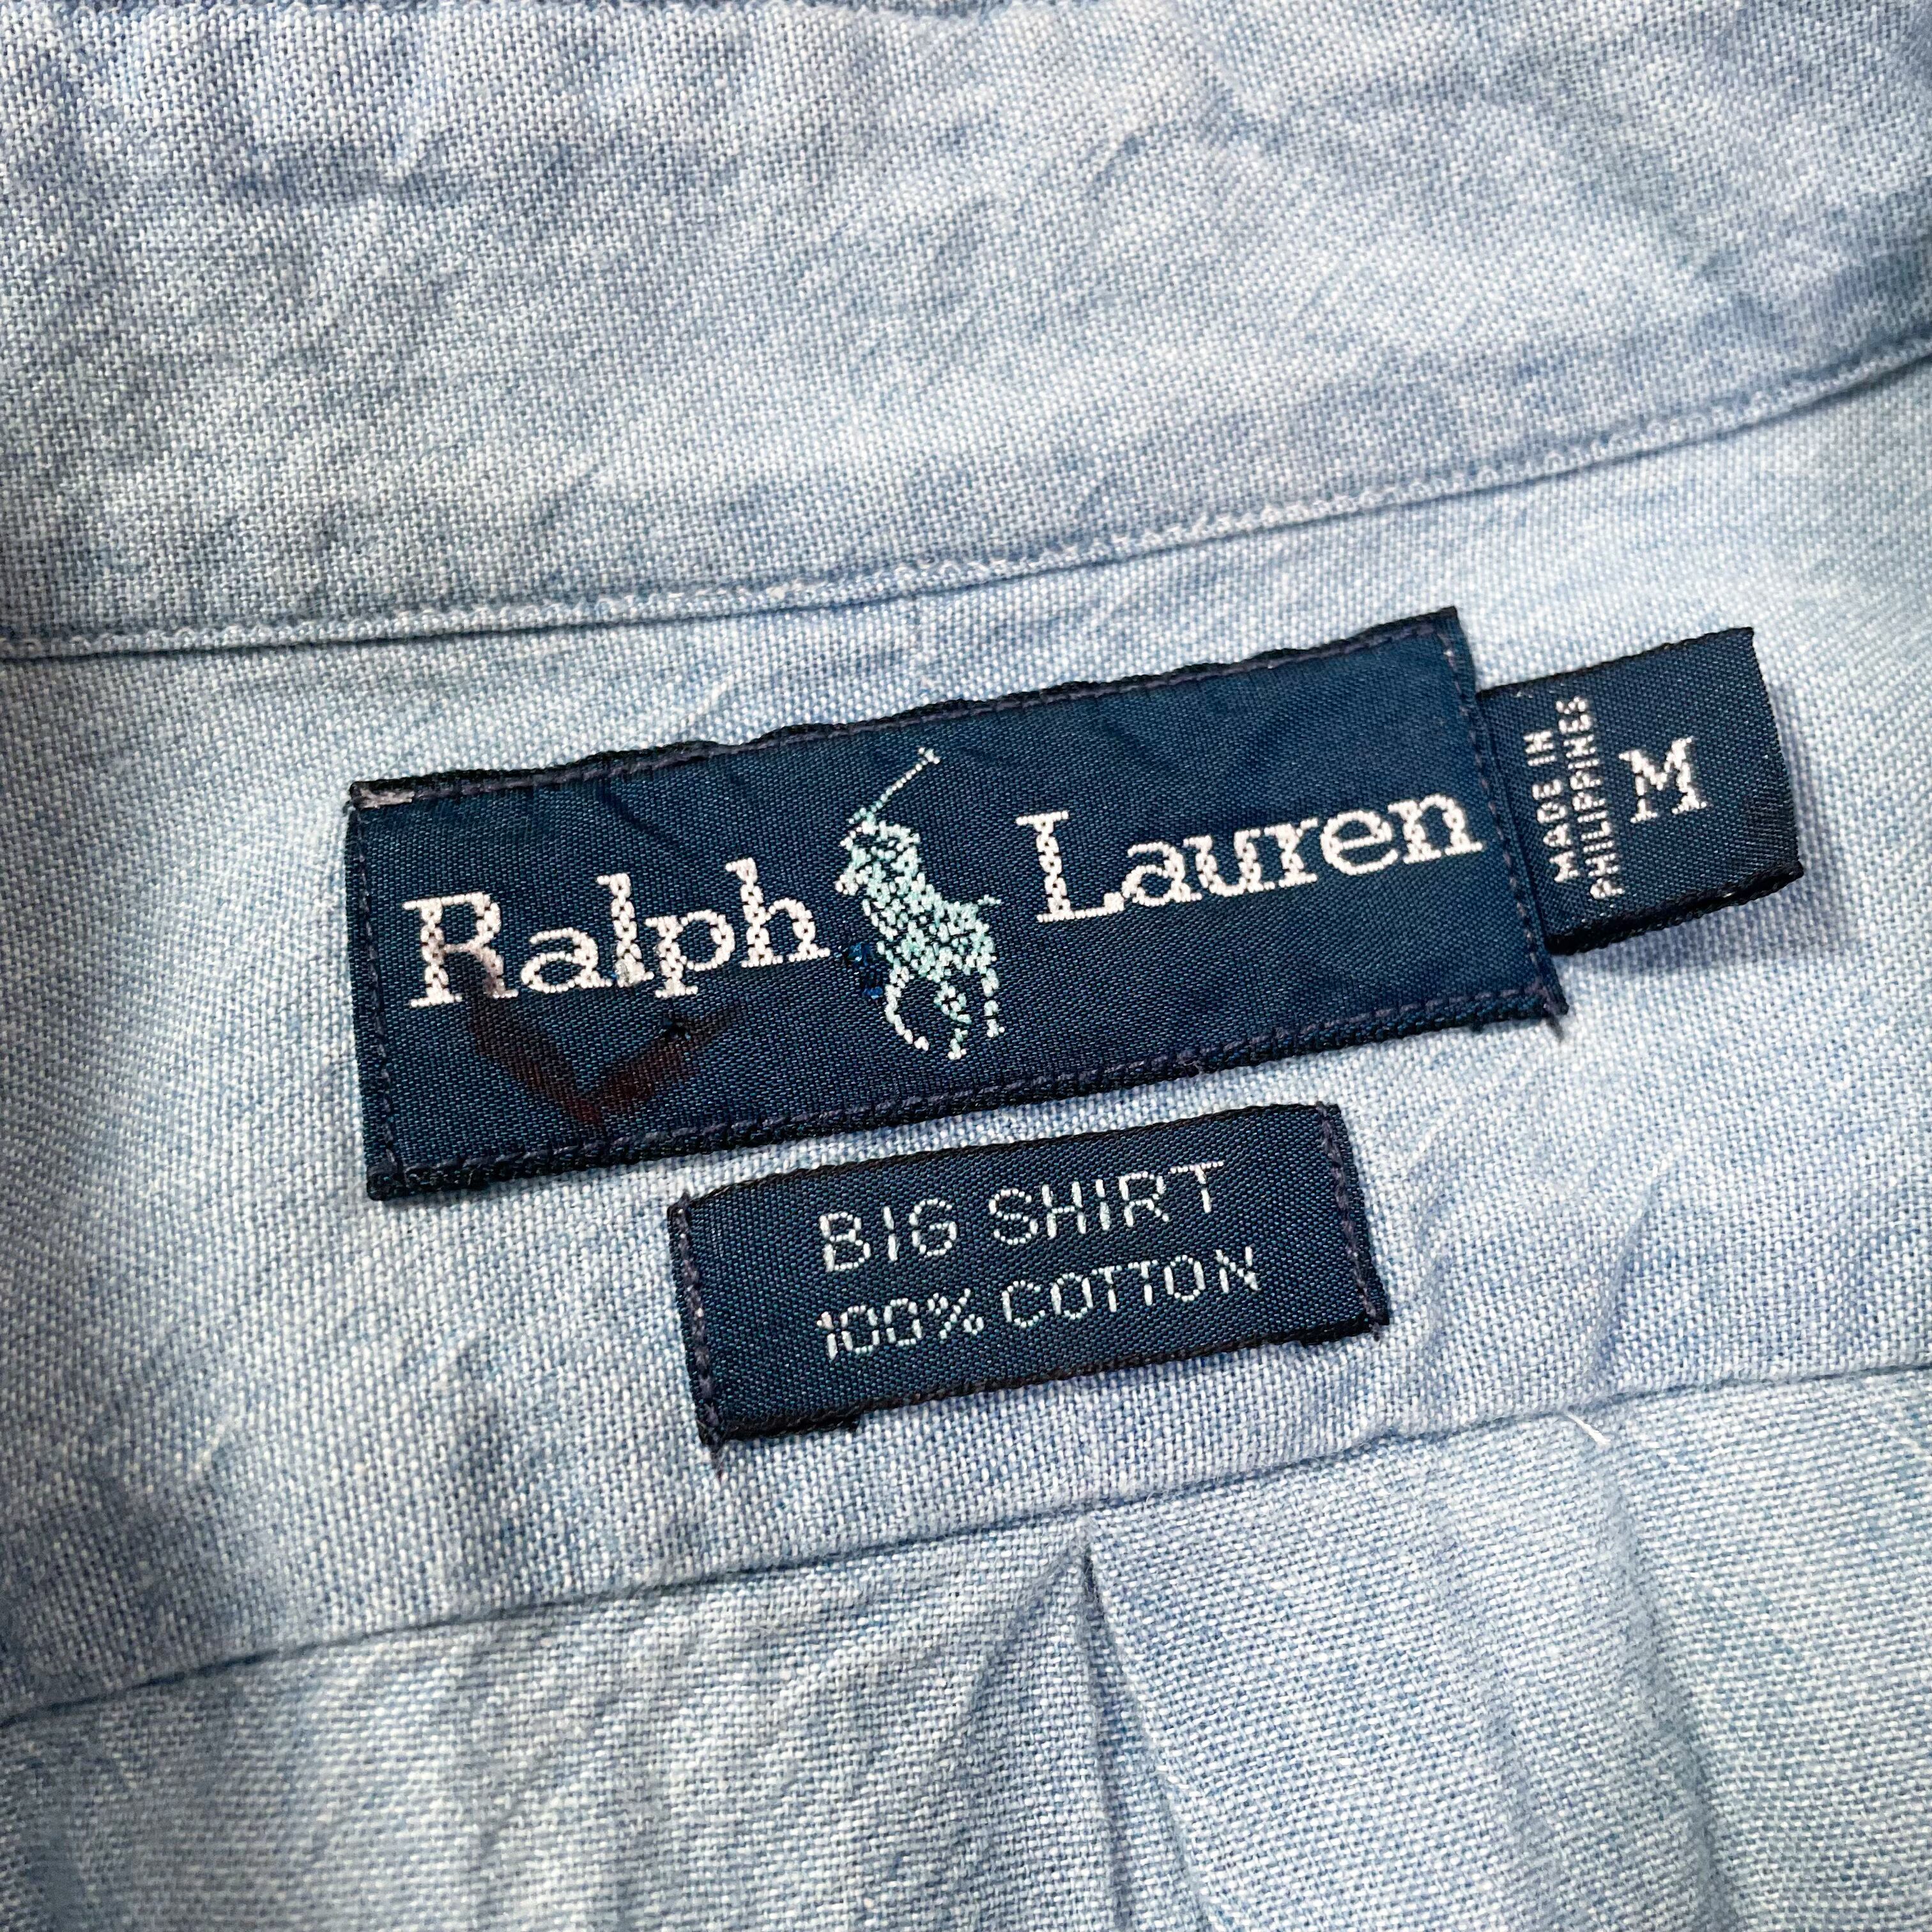 Ralph Lauren
MADE IN
PHILIPPINES
M
BIG SHIRT
100% COTTON